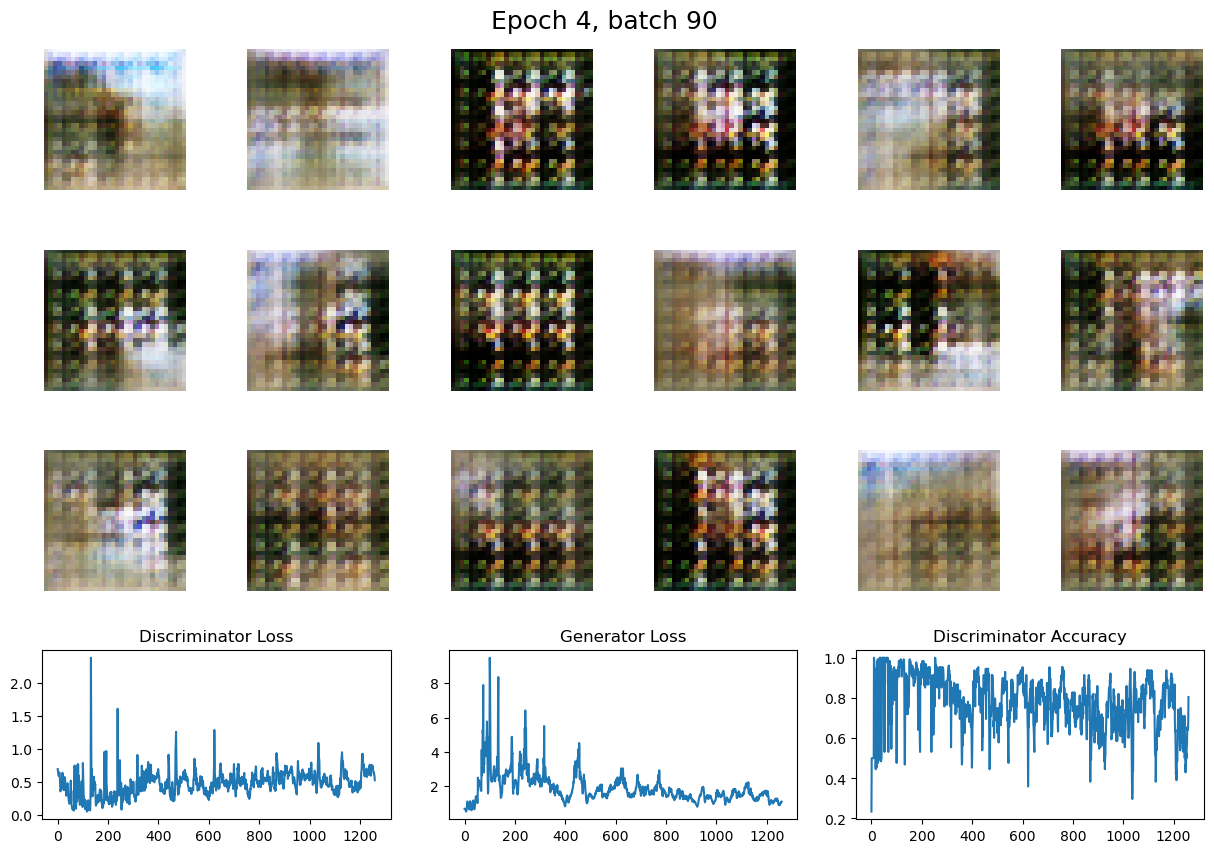 Epoch 4, batch 90
Discriminator Loss
Generator Loss
Discriminator Accuracy
2.0
1.5
1.0
0.5
0.0
0 200 400 600 800 1000 1200
8
6
4
2
0 200 400 600 800 1000 1200
1.0
0.8
0.6
0.4
0.2
0 200 400 600 800 1000 1200